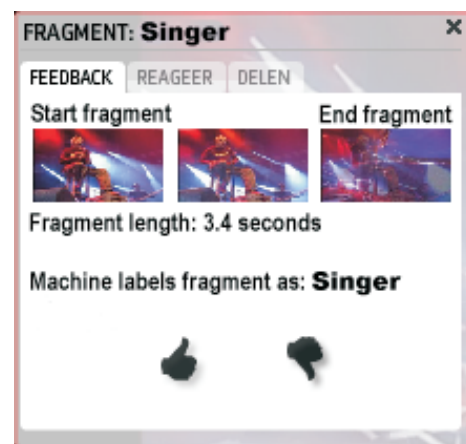 FRAGMENT: Singer
FEEDBACK REAGEER DELEN
Start fragment End fragment
Fragment length: 3.4 seconds
Machine labels fragment as: Singer